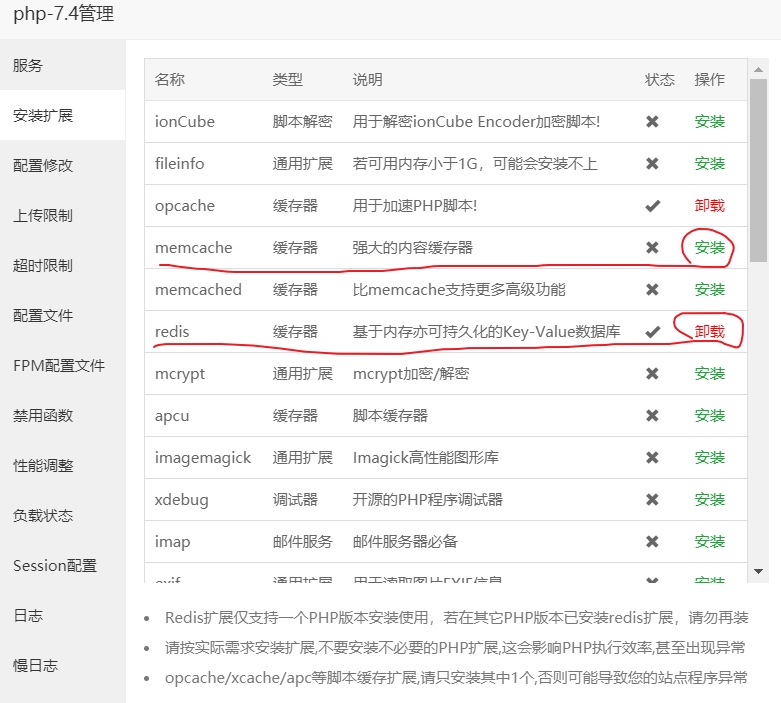 php-7.4管理
服务
安装扩展
配置修改
上传限制
超时限制
配置文件
FPM配置文件
禁用函数
性能调整
负载状态
Session配置
日志
慢日志
名称 类型 说明 状态 操作
ionCube 脚本解密 用于解密ionCube Encoder加密脚本! ✖ 安装
fileinfo 通用扩展 若可用内存小于1G，可能会安装不上 ✖ 安装
opcache 缓存器 用于加速PHP脚本! ✔ 卸载
memcache 缓存器 强大的内容缓存器 ✖ 安装
memcached 缓存器 比memcache支持更多高级功能 ✖ 安装
redis 缓存器 基于内存亦可持久化的Key-Value数据库 ✔ 卸载
mcrypt 通用扩展 mcrypt加密/解密 ✖ 安装
apcu 缓存器 脚本缓存器 ✖ 安装
imagemagick 通用扩展 Imagick高性能图形库 ✖ 安装
xdebug 调试器 开源的PHP程序调试器 ✖ 安装
imap 邮件服务 邮件服务器必备 ✖ 安装
exif 通用扩展 用于读取图片EXIF信息 ✖ 安装
• Redis扩展仅支持一个PHP版本安装使用，若在其它PHP版本已安装redis扩展，请勿再装
• 请按实际需求安装扩展,不要安装不必要的PHP扩展,这会影响PHP执行效率,甚至出现异常
• opcache/xcache/apc等脚本缓存扩展,请只安装其中1个,否则可能导致您的站点程序异常